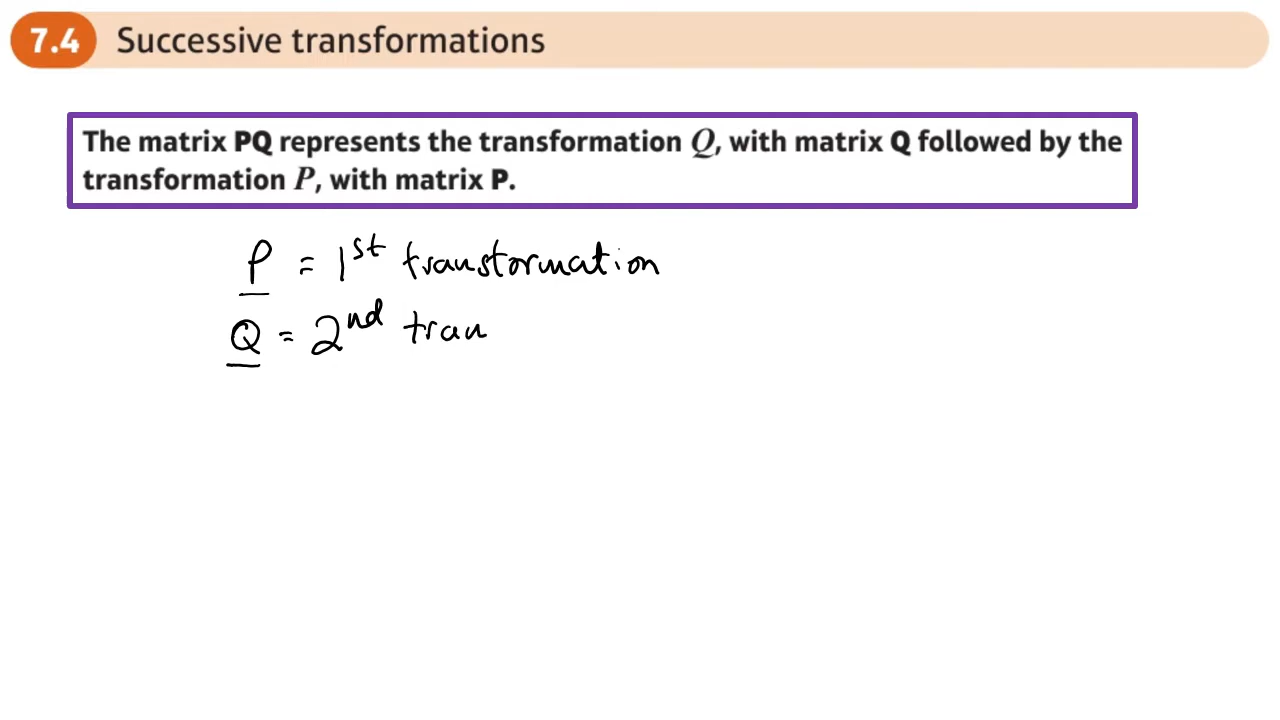 7.4 Successive transformations
The matrix PQ represents the transformation Q, with matrix Q followed by the
transformation P, with matrix P.
P = 1st transformation
Q = 2nd tran